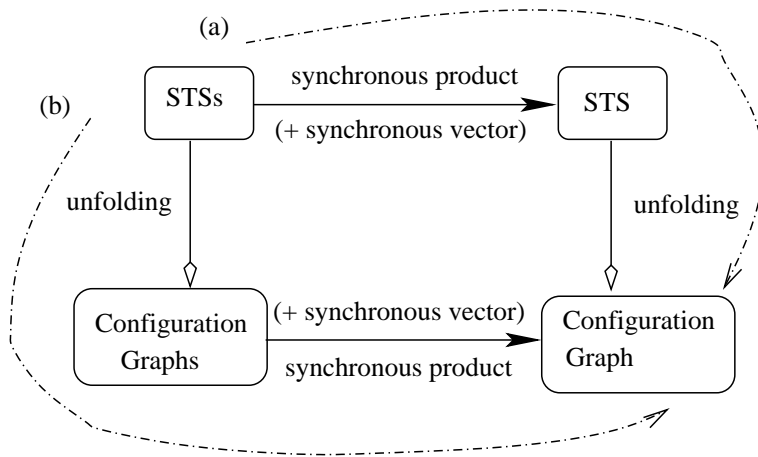 (a)
(b)
STSs
synchronous product
(+ synchronous vector)
STS
unfolding
unfolding
Configuration
Graphs
(+ synchronous vector)
synchronous product
Configuration
Graph